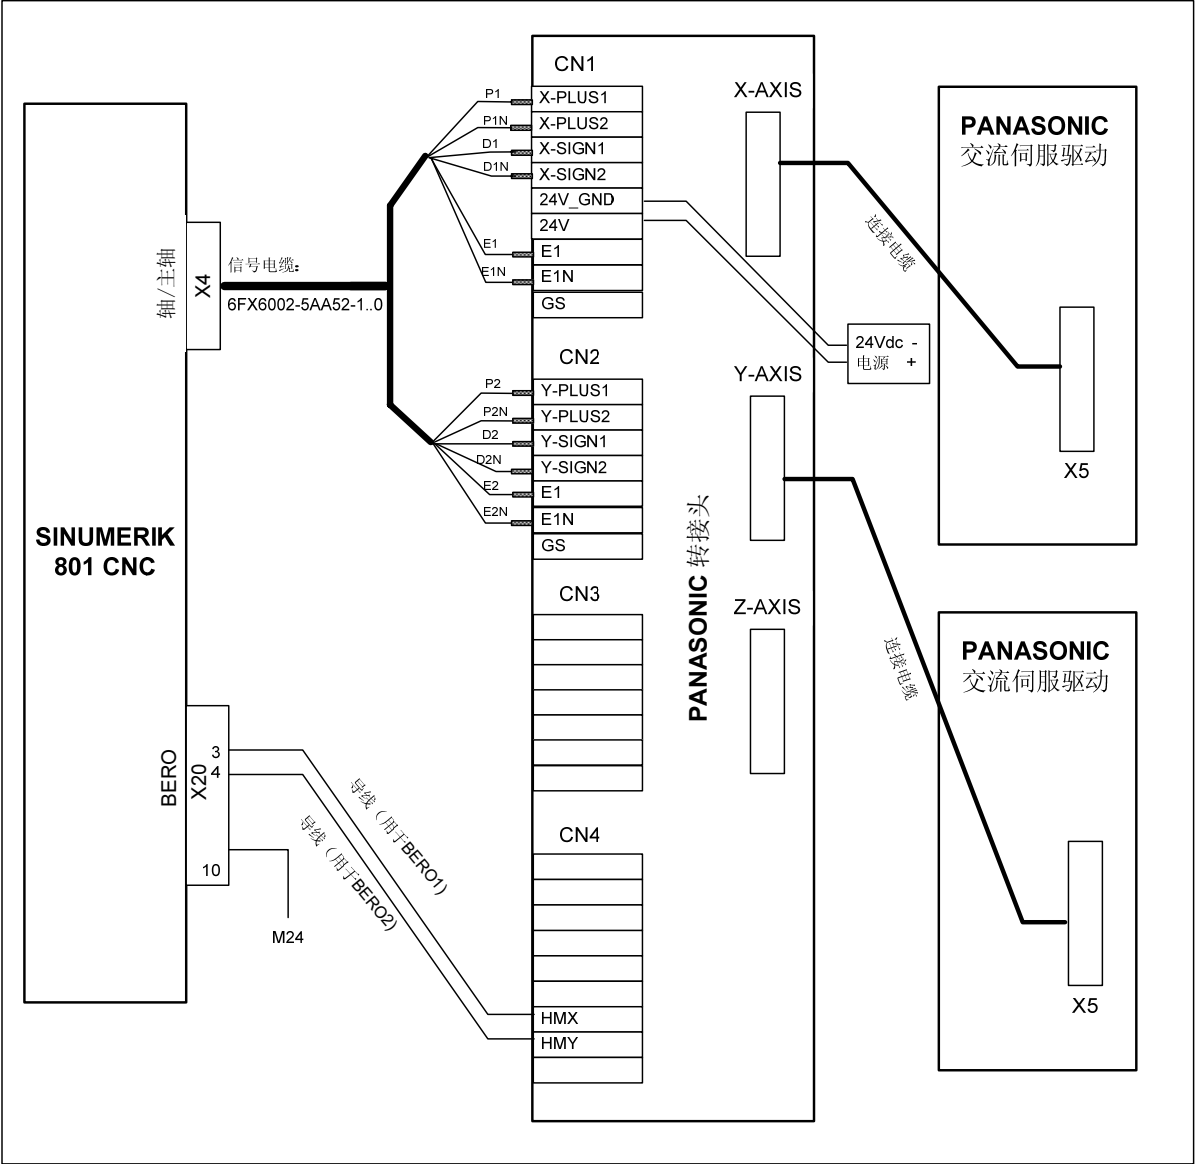 SINUMERIK
801 CNC
轴/主轴
X4
信号电缆:
6FX6002-5AA52-1..0
BERO
X20
3
4
10
M24
导线（用于BERO1）
导线（用于BERO2）
P1
P1N
D1
D1N
E1
E1N
P2
P2N
D2
D2N
E2
E2N
CN1
X-PLUS1
X-PLUS2
X-SIGN1
X-SIGN2
24V_GND
24V
E1
E1N
GS
CN2
Y-PLUS1
Y-PLUS2
Y-SIGN1
Y-SIGN2
E1
E1N
GS
CN3
CN4
HMX
HMY
PANASONIC 转接头
X-AXIS
Y-AXIS
Z-AXIS
24Vdc -
电源 +
连接电缆
连接电缆
PANASONIC
交流伺服驱动
X5
PANASONIC
交流伺服驱动
X5